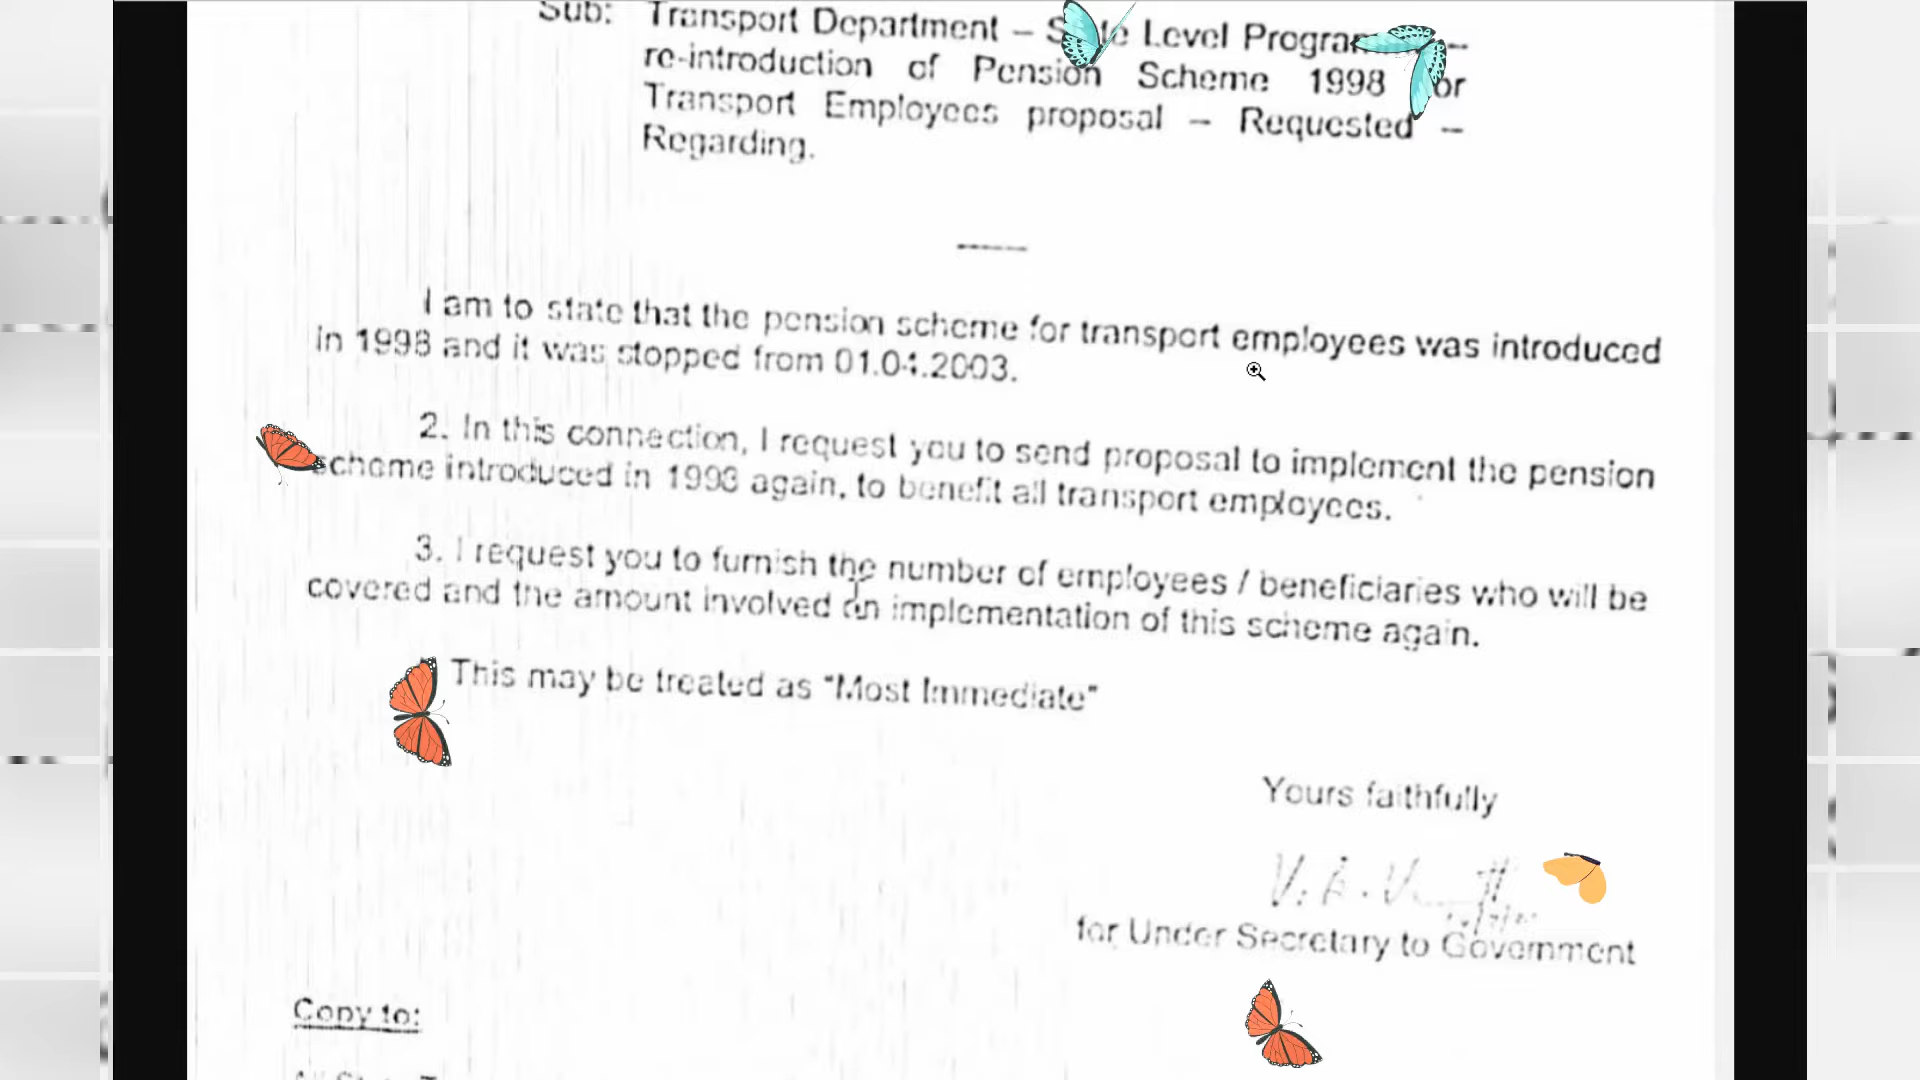 Sub: Transport Department – Level Program –
re-introduction of Pension Scheme 1998 for
Transport Employees proposal – Requested –
Regarding.
I am to state that the pension scheme for transport employees was introduced
in 1998 and it was stopped from 01.04.2003.
2. In this connection, I request you to send proposal to implement the pension
scheme introduced in 1998 again, to benefit all transport employees.
3. I request you to furnish the number of employees / beneficiaries who will be
covered and the amount involved on implementation of this scheme again.
This may be treated as "Most Immediate"
Yours faithfully
for Under Secretary to Government
Copy to: